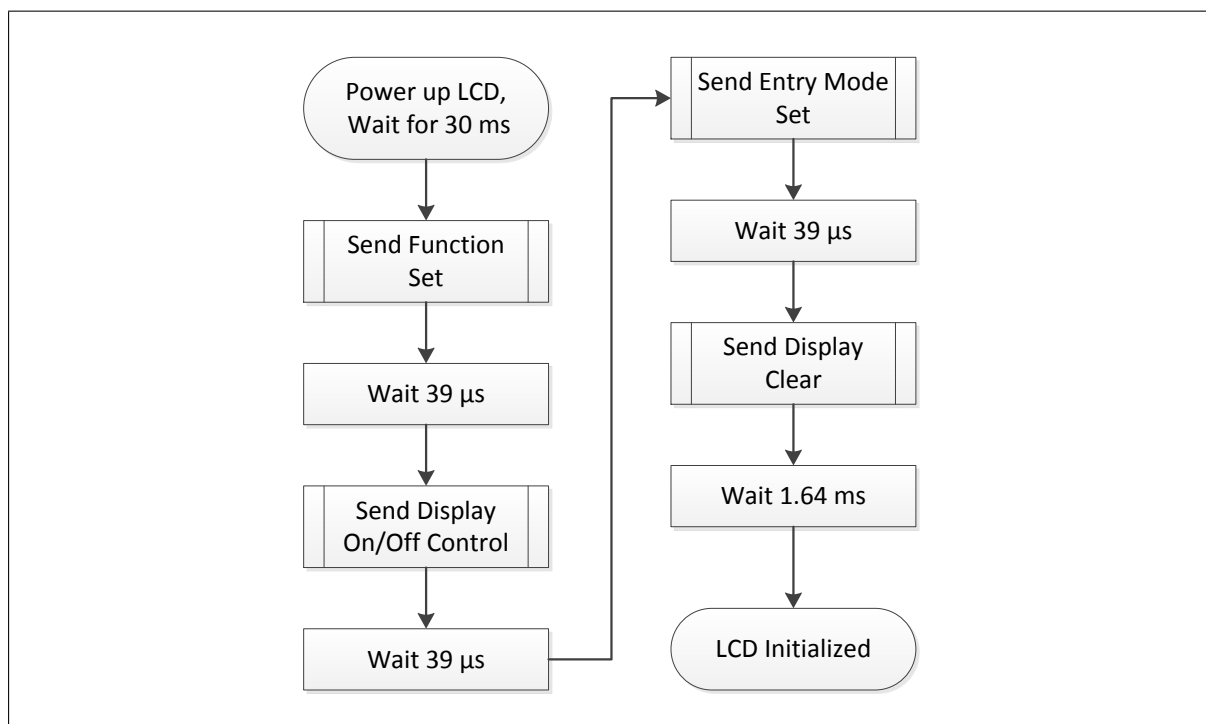 Power up LCD,
Wait for 30 ms
Send Function
Set
Wait 39 μs
Send Display
On/Off Control
Wait 39 μs
Send Entry Mode
Set
Wait 39 μs
Send Display
Clear
Wait 1.64 ms
LCD Initialized